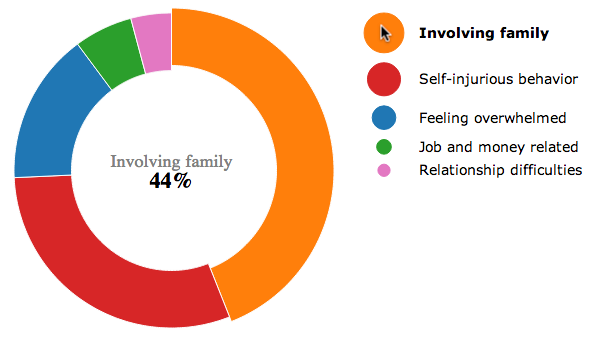 Involving family
44%
Involving family
Self-injurious behavior
Feeling overwhelmed
Job and money related
Relationship difficulties